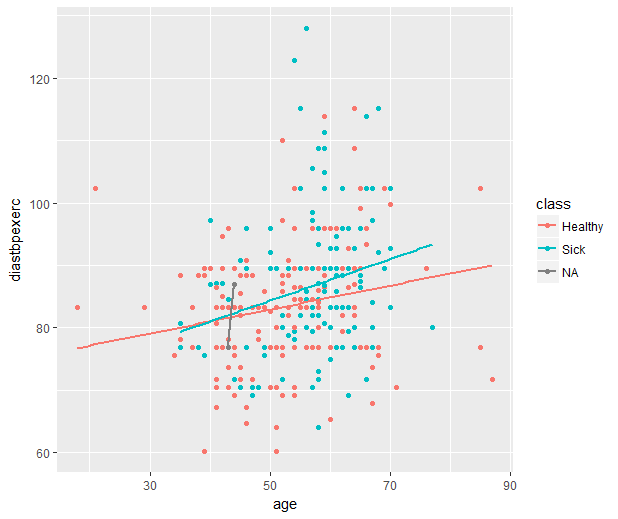 120
100
80
60
diastbpexerc
30
50
70
90
age
class
Healthy
Sick
NA